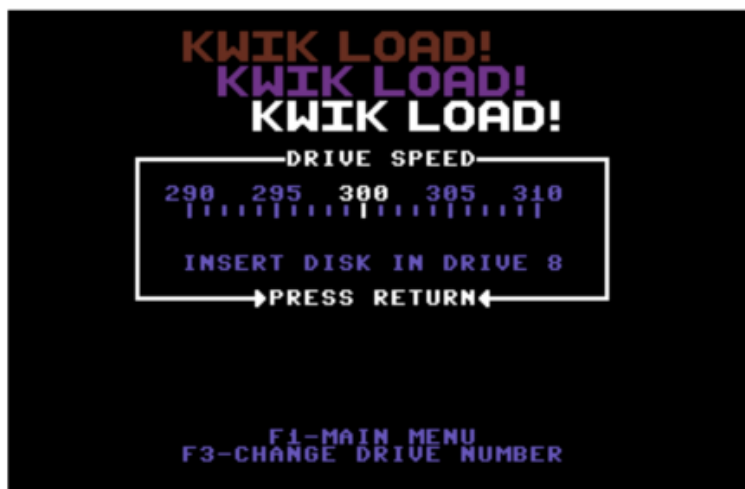 KWIK LOAD!
KWIK LOAD!
KWIK LOAD!
DRIVE SPEED
290 295 300 305 310
INSERT DISK IN DRIVE 8
PRESS RETURN
F1-MAIN MENU
F3-CHANGE DRIVE NUMBER